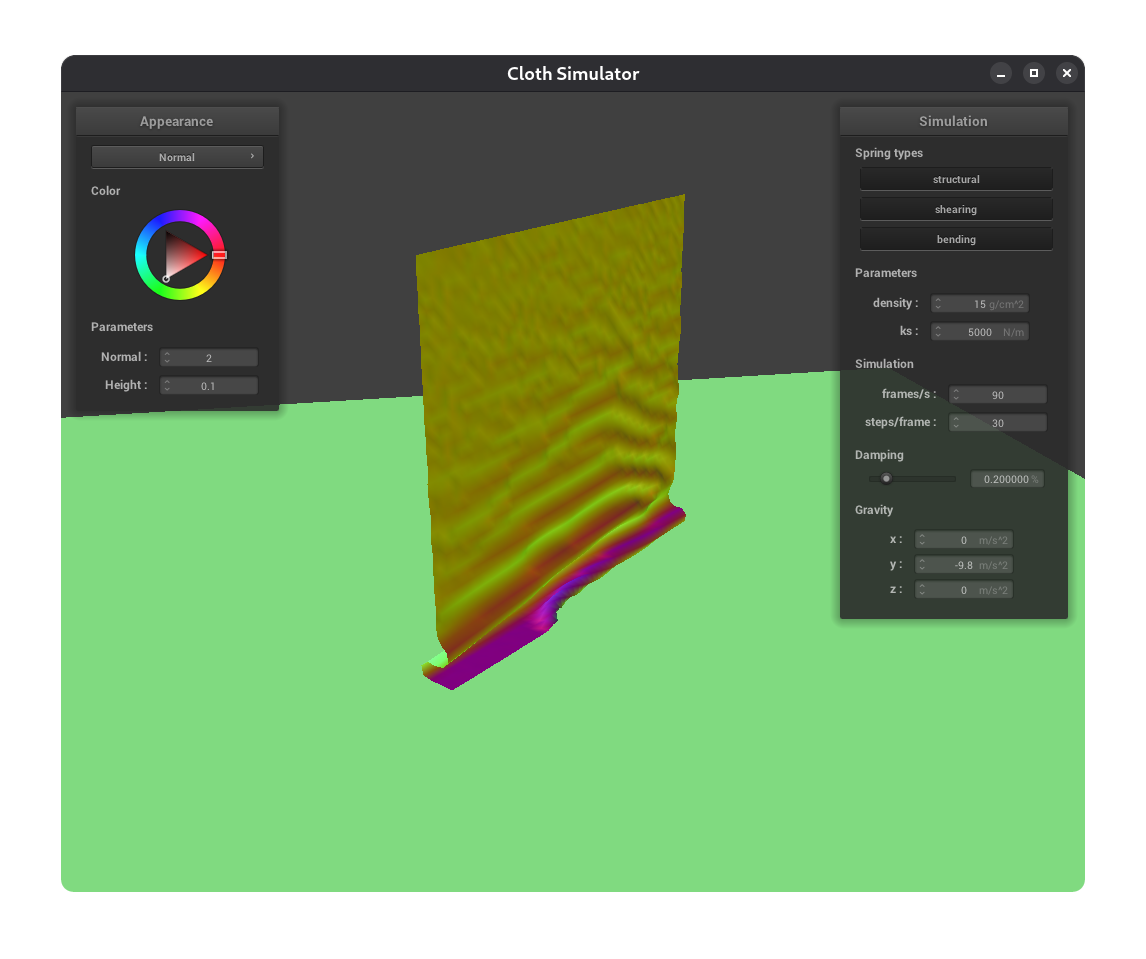 Cloth Simulator
Appearance
Normal
Color
Parameters
Normal : 2
Height : 0.1
Simulation
Spring types
structural
shearing
bending
Parameters
density : 15 g/cm^2
ks : 5000 N/m
Simulation
frames/s : 90
steps/frame : 30
Damping
0.200000 %
Gravity
x : 0 m/s^2
y : -9.8 m/s^2
z : 0 m/s^2